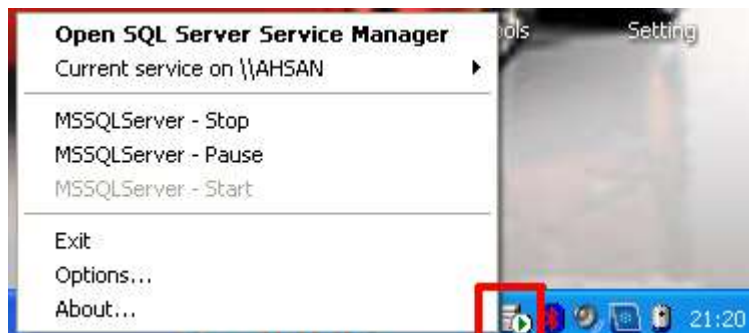 Open SQL Server Service Manager
Current service on \\AHSAN
MSSQLServer - Stop
MSSQLServer - Pause
MSSQLServer - Start
Exit
Options...
About...
ols
Setting
21:20